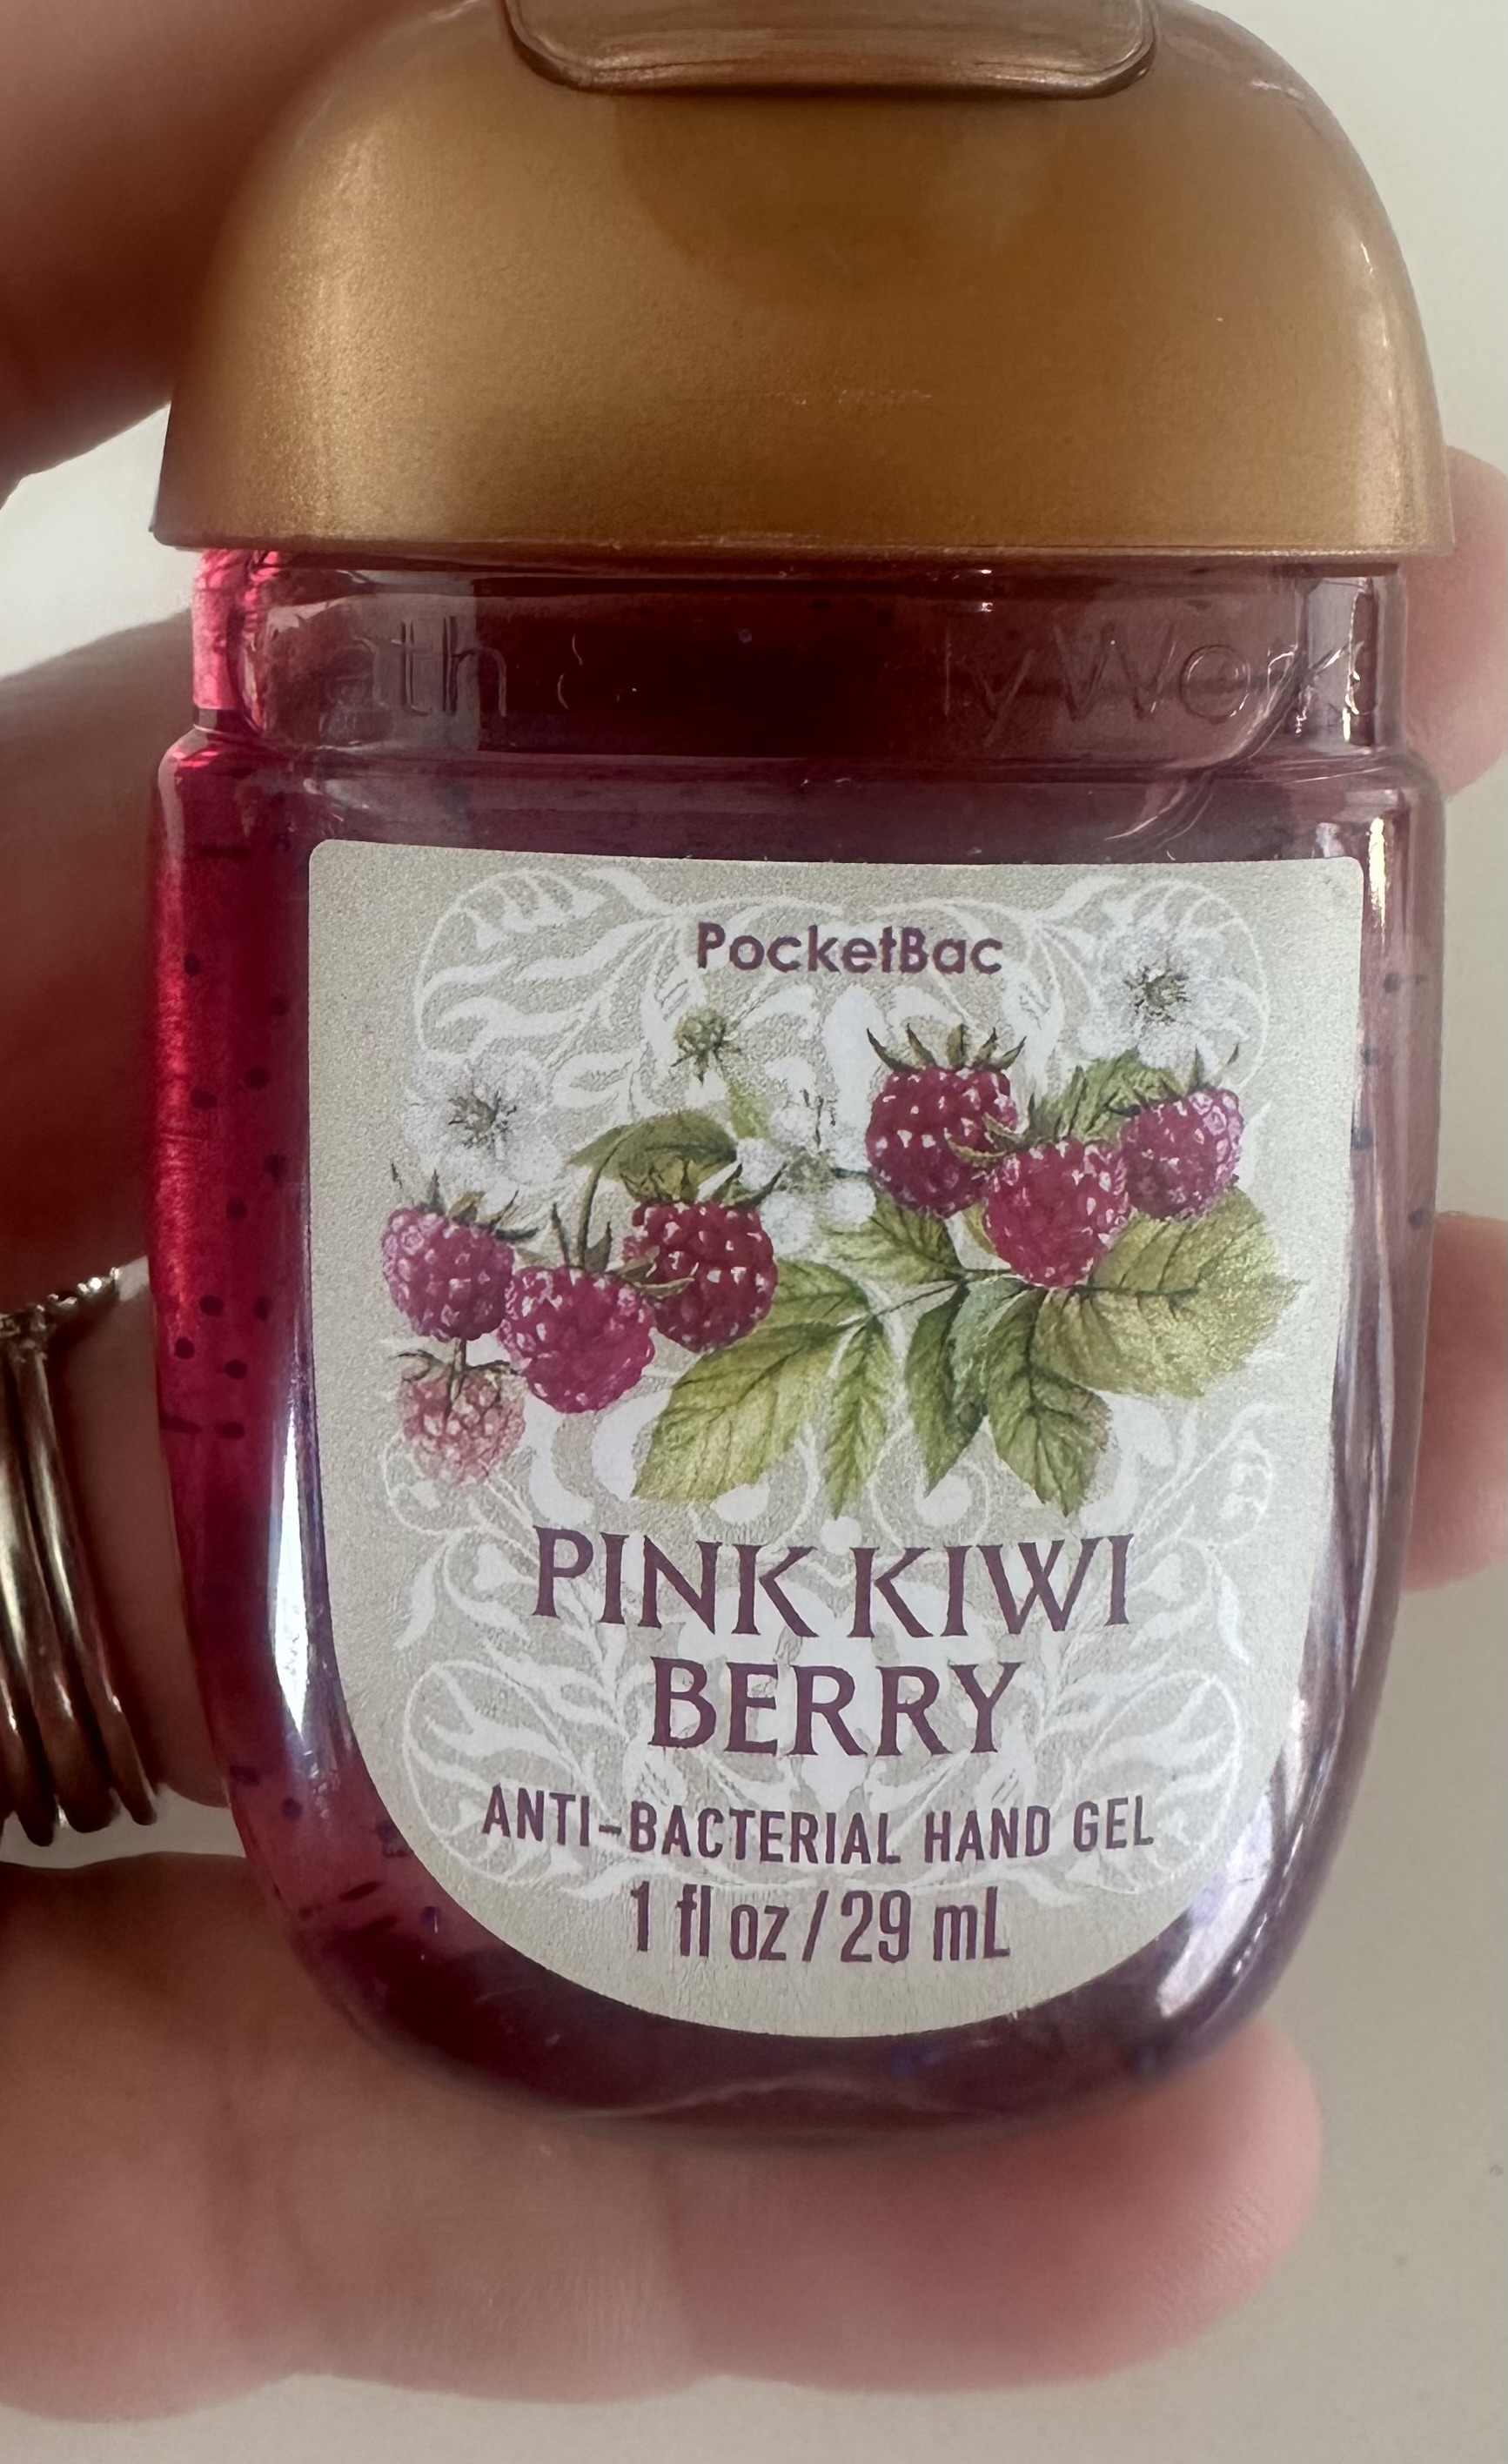 PocketBac
PINK KIWI
BERRY
ANTI-BACTERIAL HAND GEL
1 fl oz / 29 mL